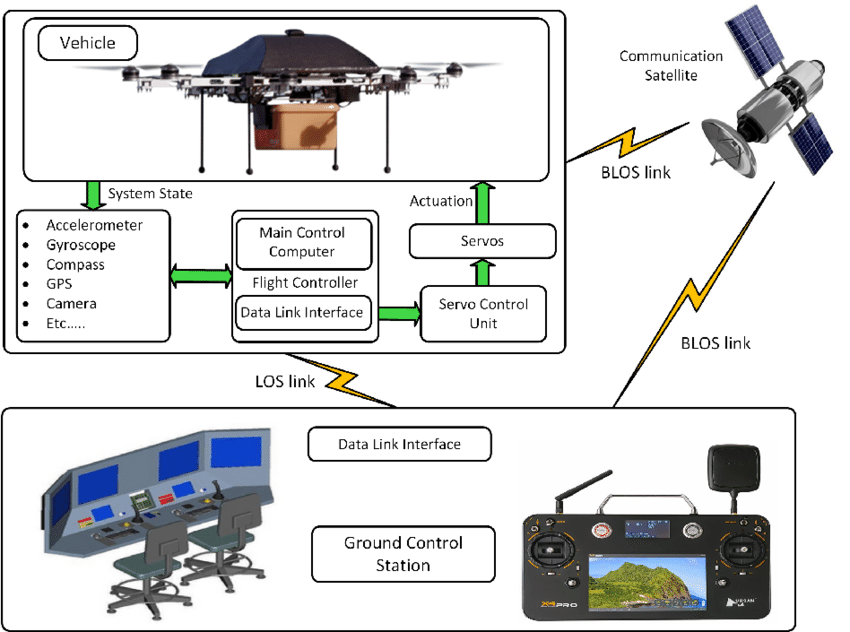 Vehicle
Communication
Satellite
BLOS link
System State
Actuation
Accelerometer
Gyroscope
Compass
GPS
Camera
Etc.....
Main Control
Computer
Flight Controller
Data Link Interface
Servos
Servo Control
Unit
BLOS link
LOS link
Data Link Interface
Ground Control
Station
PRO